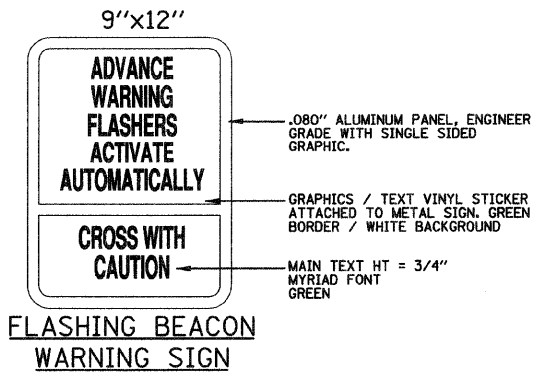 9"x12"
ADVANCE
WARNING
FLASHERS
ACTIVATE
AUTOMATICALLY
CROSS WITH
CAUTION
.080" ALUMINUM PANEL, ENGINEER
GRADE WITH SINGLE SIDED
GRAPHIC.
GRAPHICS / TEXT VINYL STICKER
ATTACHED TO METAL SIGN. GREEN
BORDER / WHITE BACKGROUND
MAIN TEXT HT = 3/4"
MYRIAD FONT
GREEN
FLASHING BEACON
WARNING SIGN